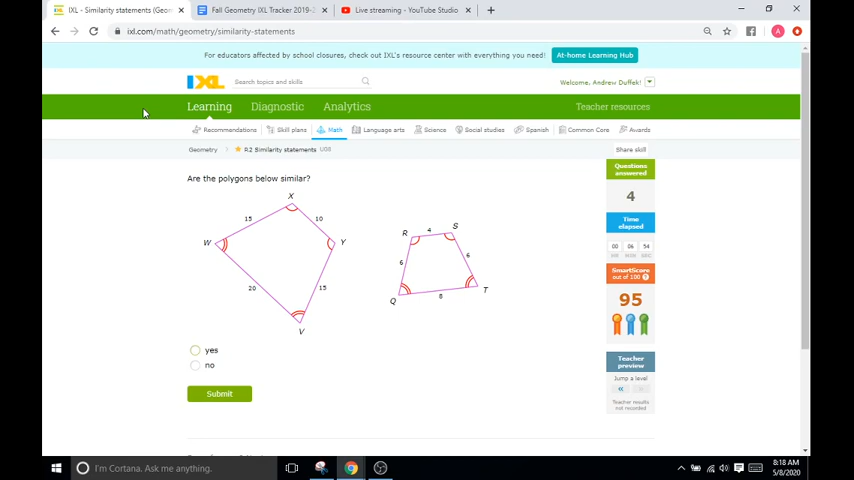 IXL - Similarity statements (Geom
Fall Geometry IXL Tracker 2019-2
Live streaming - YouTube Studio
ixl.com/math/geometry/similarity-statements
For educators affected by school closures, check out IXL's resource center with everything you need!
At-home Learning Hub
IXL
Search topics and skills
Welcome, Andrew Duffek!
Learning
Diagnostic
Analytics
Teacher resources
Recommendations
Skill plans
Math
Language arts
Science
Social studies
Spanish
Common Core
Awards
Geometry
R.2 Similarity statements
Share skill
Are the polygons below similar?
Questions
answered
4
Time
elapsed
00 06 54
HR MIN SEC
SmartScore
out of 100 ?
95
X
15
10
W
Y
20
15
V
R
4
S
6
6
Q
8
T
yes
no
Submit
Teacher
preview
Jump a level
Teacher results
not recorded
I'm Cortana. Ask me anything.
8:18 AM
5/8/2020